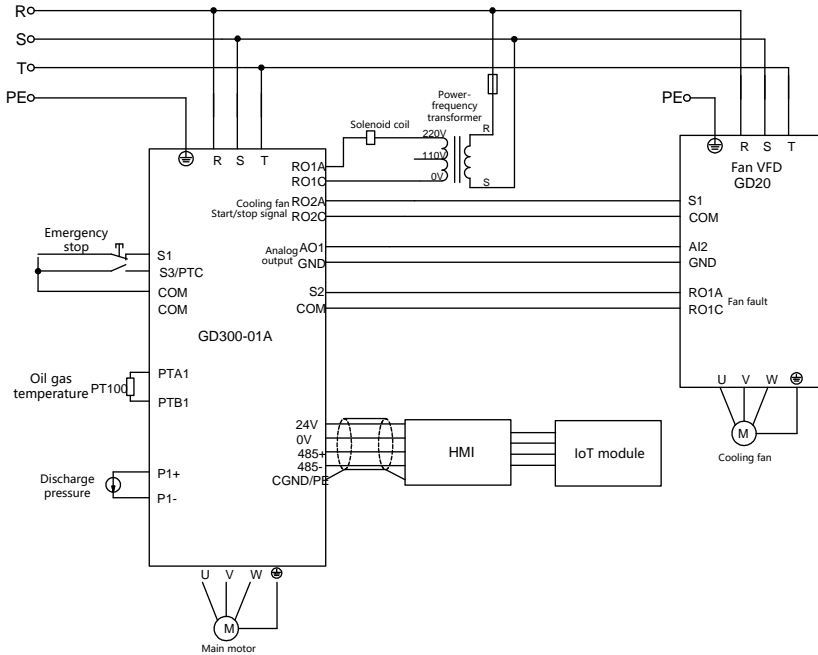 R
S
T
PE
Power-
frequency
transformer
R
S
220V
110V
0V
Solenoid coil
PE
R S T
R S T
Fan VFD
GD20
RO1A
RO1C
Cooling fan
Start/stop signal
RO2A
RO2C
Analog
output
AO1
GND
S2
COM
S1
COM
AI2
GND
RO1A
RO1C
Fan fault
Emergency
stop
S1
S3/PTC
COM
COM
GD300-01A
Oil gas
temperature
PT100
PTA1
PTB1
Discharge
pressure
P1+
P1-
24V
0V
485+
485-
CGND/PE
HMI
IoT module
U V W
M
Cooling fan
U V W
M
Main motor